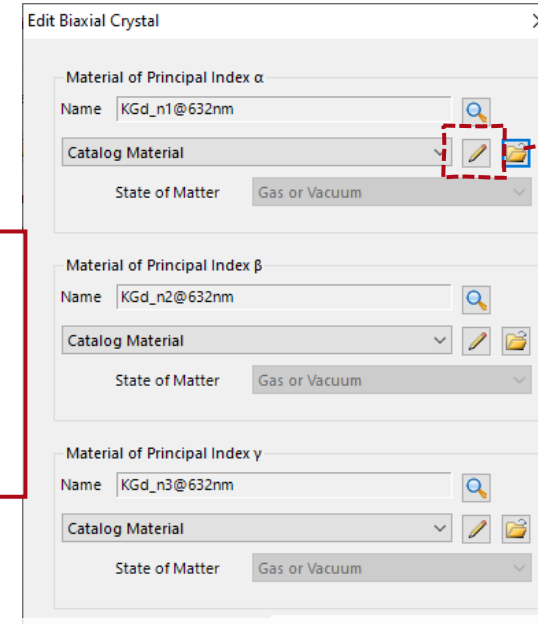 Edit Biaxial Crystal
Material of Principal Index α
Name KGd_n1@632nm
Catalog Material
State of Matter Gas or Vacuum
Material of Principal Index β
Name KGd_n2@632nm
Catalog Material
State of Matter Gas or Vacuum
Material of Principal Index γ
Name KGd_n3@632nm
Catalog Material
State of Matter Gas or Vacuum